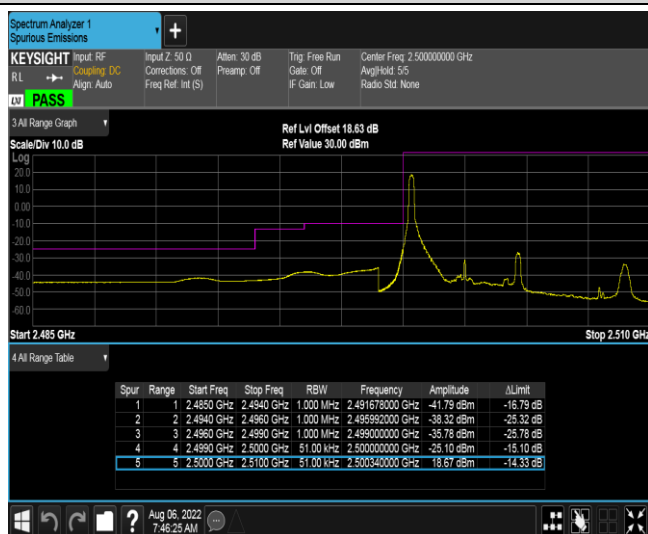 Spectrum Analyzer 1
Spurious Emissions
+
KEYSIGHT Input: RF Input Z: 50 Ω Atten: 30 dB Trig: Free Run Center Freq: 2.500000000 GHz
RL Coupling: DC Corrections: Off Preamp: Off Gate: Off Avg|Hold: 5/5
Align: Auto Freq Ref: Int (S) IF Gain: Low Radio Std: None
LXI PASS
3 All Range Graph
Ref Lvl Offset 18.63 dB
Scale/Div 10.0 dB Ref Value 30.00 dBm
Log
20.0
10.0
0.00
-10.0
-20.0
-30.0
-40.0
-50.0
-60.0
Start 2.485 GHz Stop 2.510 GHz
4 All Range Table
Spur Range Start Freq Stop Freq RBW Frequency Amplitude ΔLimit
1 1 2.4850 GHz 2.4940 GHz 1.000 MHz 2.491678000 GHz -41.79 dBm -16.79 dB
2 2 2.4940 GHz 2.4960 GHz 1.000 MHz 2.495992000 GHz -38.32 dBm -25.32 dB
3 3 2.4960 GHz 2.4990 GHz 1.000 MHz 2.499000000 GHz -35.78 dBm -25.78 dB
4 4 2.4990 GHz 2.5000 GHz 51.00 kHz 2.500000000 GHz -25.10 dBm -15.10 dB
5 5 2.5000 GHz 2.5100 GHz 51.00 kHz 2.500340000 GHz 18.67 dBm -14.33 dB
? Aug 06, 2022
7:46:25 AM